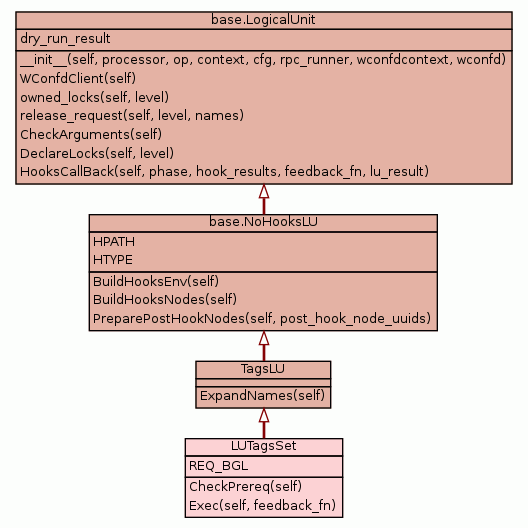 base.LogicalUnit
dry_run_result
__init__(self, processor, op, context, cfg, rpc_runner, wconfdcontext, wconfd)
WConfdClient(self)
owned_locks(self, level)
release_request(self, level, names)
CheckArguments(self)
DeclareLocks(self, level)
HooksCallBack(self, phase, hook_results, feedback_fn, lu_result)
base.NoHooksLU
HPATH
HTYPE
BuildHooksEnv(self)
BuildHooksNodes(self)
PreparePostHookNodes(self, post_hook_node_uuids)
TagsLU
ExpandNames(self)
LUTagsSet
REQ_BGL
CheckPrereq(self)
Exec(self, feedback_fn)